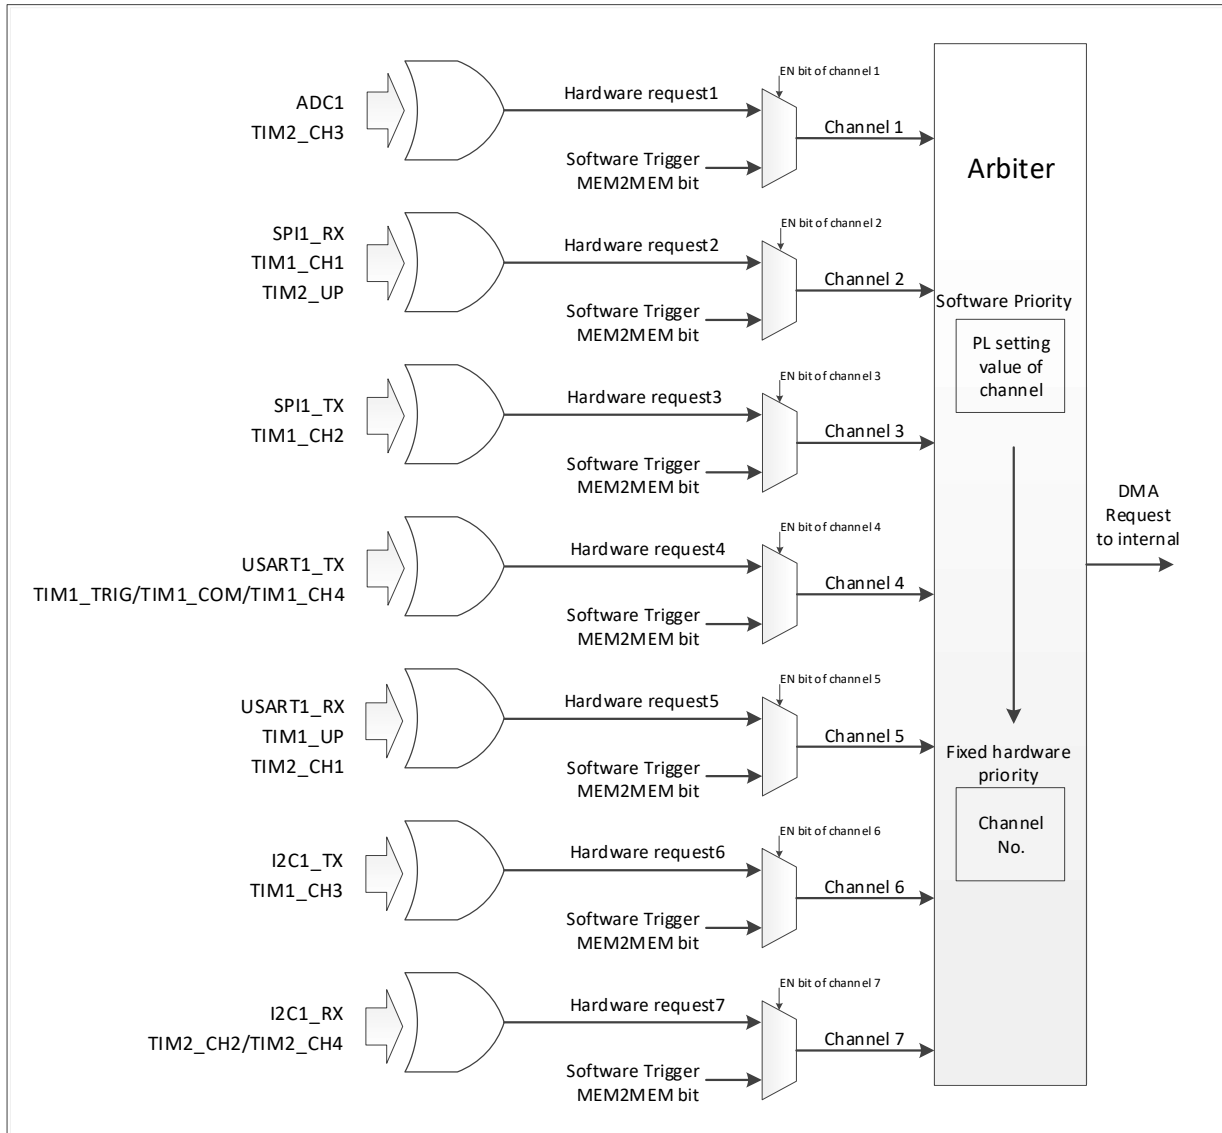 EN bit of channel 1
ADC1
TIM2_CH3
Hardware request1
Channel 1
Software Trigger
MEM2MEM bit
Arbiter
EN bit of channel 2
SPI1_RX
TIM1_CH1
TIM2_UP
Hardware request2
Channel 2
Software Trigger
MEM2MEM bit
Software Priority
PL setting
value of
channel
EN bit of channel 3
SPI1_TX
TIM1_CH2
Hardware request3
Channel 3
Software Trigger
MEM2MEM bit
DMA
Request
to internal
EN bit of channel 4
USART1_TX
TIM1_TRIG/TIM1_COM/TIM1_CH4
Hardware request4
Channel 4
Software Trigger
MEM2MEM bit
EN bit of channel 5
USART1_RX
TIM1_UP
TIM2_CH1
Hardware request5
Channel 5
Software Trigger
MEM2MEM bit
Fixed hardware
priority
Channel
No.
EN bit of channel 6
I2C1_TX
TIM1_CH3
Hardware request6
Channel 6
Software Trigger
MEM2MEM bit
EN bit of channel 7
I2C1_RX
TIM2_CH2/TIM2_CH4
Hardware request7
Channel 7
Software Trigger
MEM2MEM bit